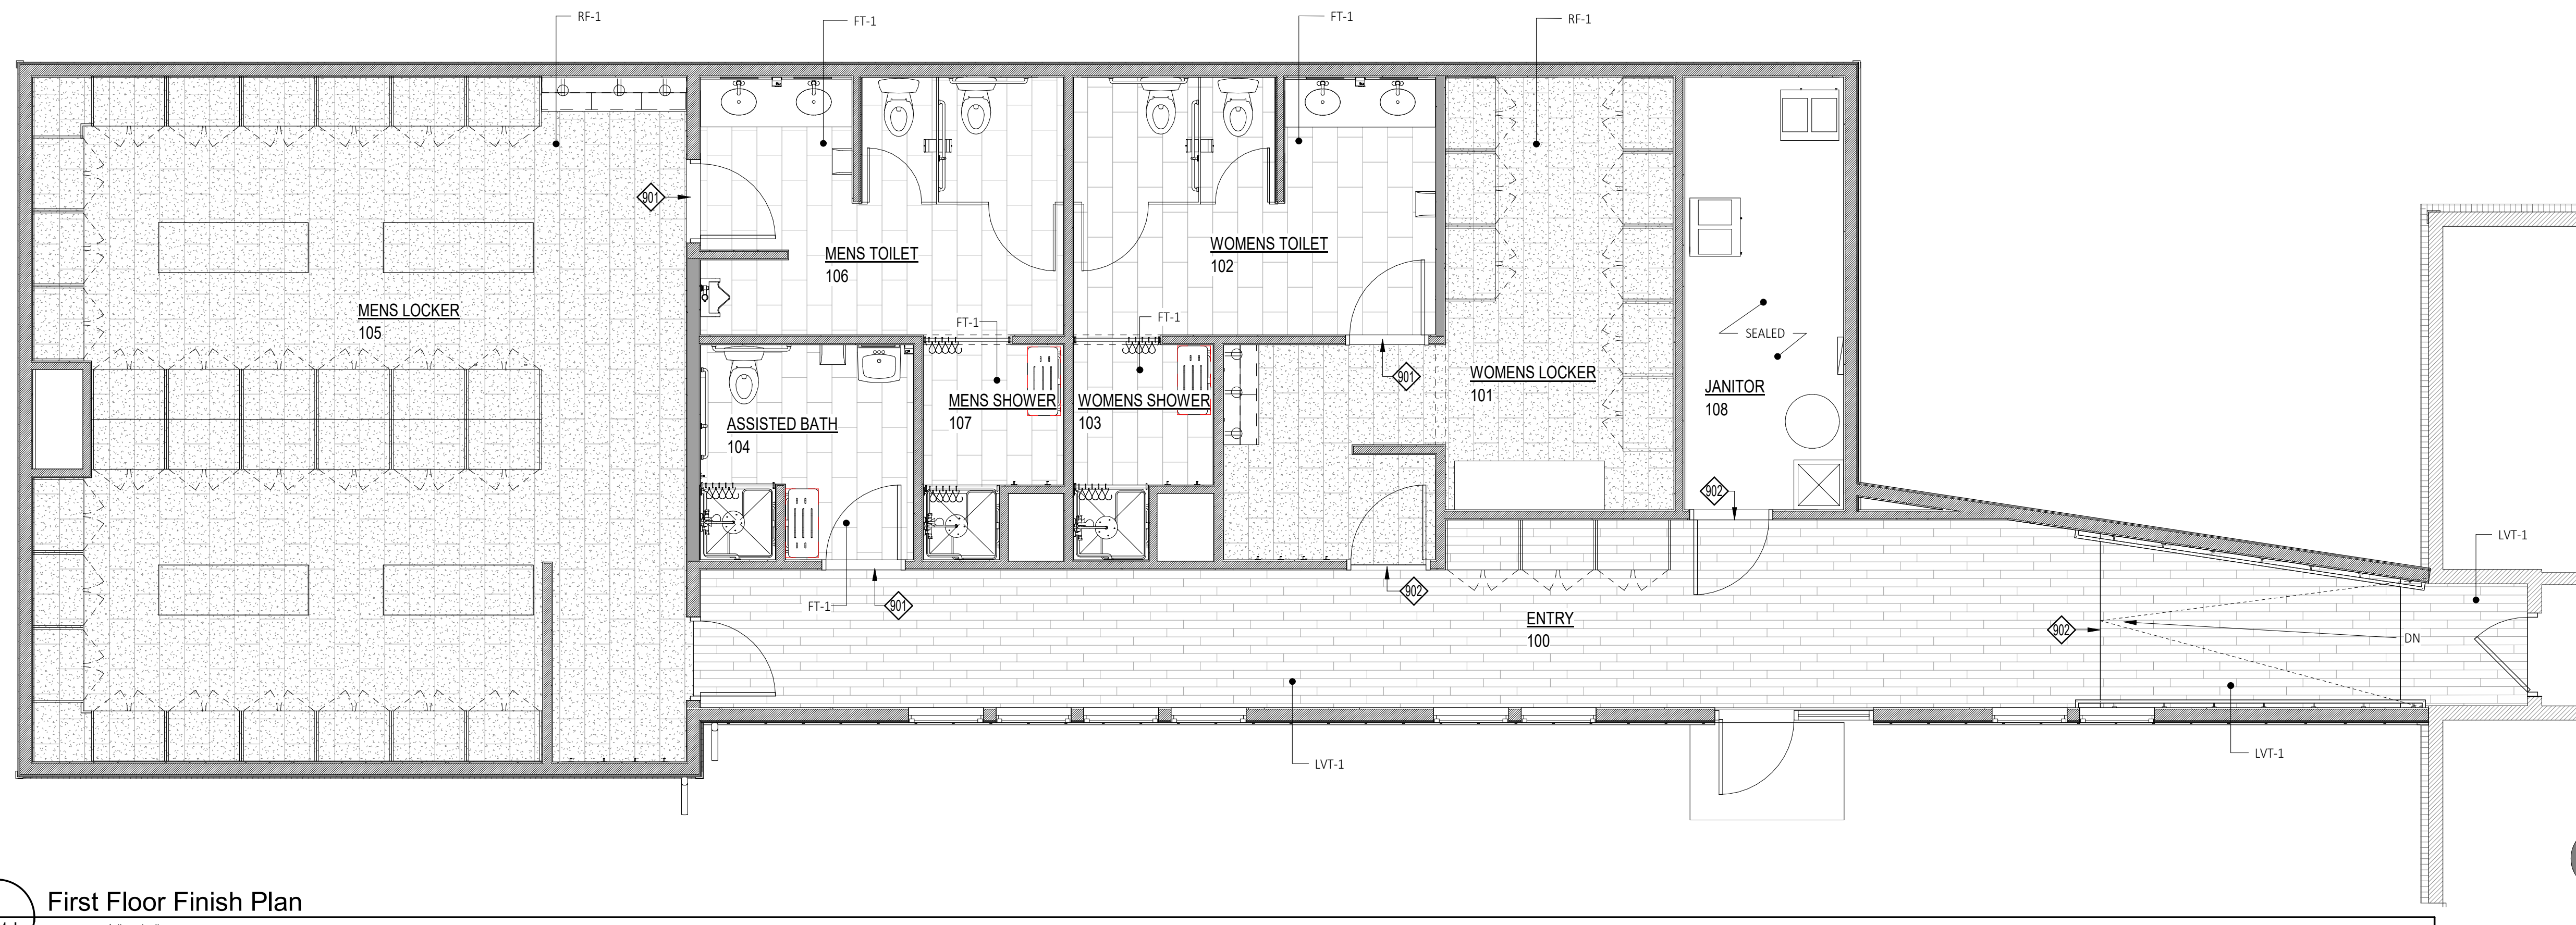 RF-1
FT-1
FT-1
RF-1
901
MENS TOILET
106
WOMENS TOILET
102
MENS LOCKER
105
FT-1
FT-1
SEALED
WOMENS LOCKER
101
901
JANITOR
108
MENS SHOWER
107
WOMENS SHOWER
103
ASSISTED BATH
104
902
LVT-1
FT-1
901
902
ENTRY
100
902
DN
LVT-1
LVT-1
First Floor Finish Plan